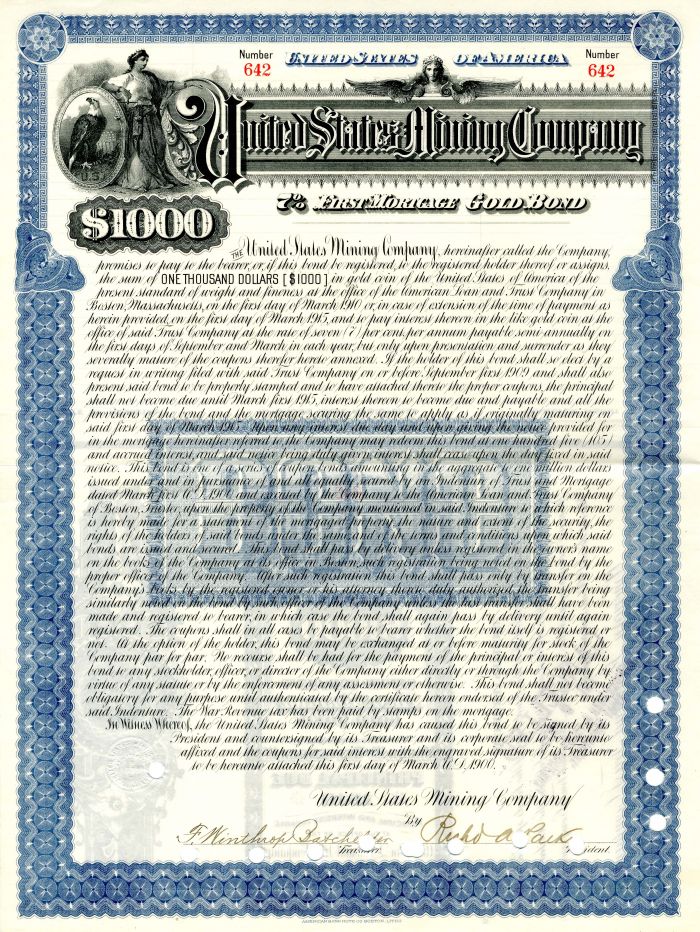 Number
642
UNITED STATES OF AMERICA
Number
642
United States Mining Company
U.S.
7% FIRST MORTGAGE GOLD BOND
$1000
THE United States Mining Company, hereinafter called the Company,
promises to pay to the bearer, or, if this bond be registered, to the registered holder thereof or assigns,
the sum of ONE THOUSAND DOLLARS [$1000] in gold coin of the United States of America of the
present standard of weight and fineness at the office of the American Loan and Trust Company in
Boston, Massachusetts, on the first day of March 1910 or, in case of extension of the time of payment as
herein provided, on the first day of March 1915, and to pay interest thereon in the like gold coin at the
office of said Trust Company at the rate of seven (7) per cent. per annum payable semi-annually on
the first days of September and March in each year, but only upon presentation and surrender as they
severally mature of the coupons therefor hereto annexed. If the holder of this bond shall so elect by a
request in writing filed with said Trust Company on or before September first 1909 and shall also
present said bond to be properly stamped and to have attached thereto the proper coupons, the principal
shall not become due until March first 1915, interest thereon to become due and payable and all the
provisions of the bond and the mortgage securing the same to apply as if originally maturing on
said first day of March 1915. Upon any interest due day and upon giving the notice provided for
in the mortgage hereinafter referred to, the Company may redeem this bond at one hundred five (105)
and accrued interest, and said notice being duly given, interest shall cease upon the day fixed in said
notice. This bond is one of a series of said bonds amounting in the aggregate to one million dollars
issued under and in pursuance of and all equally secured by an Indenture of Trust and Mortgage
dated March first A.D. 1900 and executed by the Company to the American Loan and Trust Company
of Boston, Trustee, upon the property of the Company mentioned in said Indenture, to which reference
is hereby made for a statement of the mortgaged property, the nature and extent of the security, the
rights of the holders of said bonds under the same and of the terms and conditions upon which said
bonds are issued and secured. This bond shall pass by delivery unless registered in the owner's name
on the books of the Company at its office in Boston, such registration being noted on the bond by the
proper officer of the Company. After such registration this bond shall pass only by transfer on the
Company's books by the registered owner or his attorney thereto duly authorized, the transfer being
similarly noted on the bond by the proper officer of the Company, unless the last transfer shall have been
made and registered to bearer, in which case the bond shall again pass by delivery until again
registered. The coupons shall in all cases be payable to bearer whether the bond itself is registered or
not. At the option of the holder, this bond may be exchanged at or before maturity for stock of the
Company par for par. No recourse shall be had for the payment of the principal or interest of this
bond to any stockholder, officer, or director of the Company either directly or through the Company by
virtue of any statute or by the enforcement of any assessment or otherwise. This bond shall not become
obligatory for any purpose until authenticated by the certificate hereon endorsed of the Trustee under
said Indenture. The War Revenue tax has been paid by stamps on the mortgage.
In Witness Whereof, the United States Mining Company has caused this bond to be signed by its
President and countersigned by its Treasurer and its corporate seal to be hereunto
affixed and the coupons for said interest with the engraved signature of its Treasurer
to be hereunto attached this first day of March A.D. 1900.
United States Mining Company
By
F. Winthrop Batchelder
Treasurer.
President.
AMERICAN BANK NOTE CO. BOSTON, LITHO.